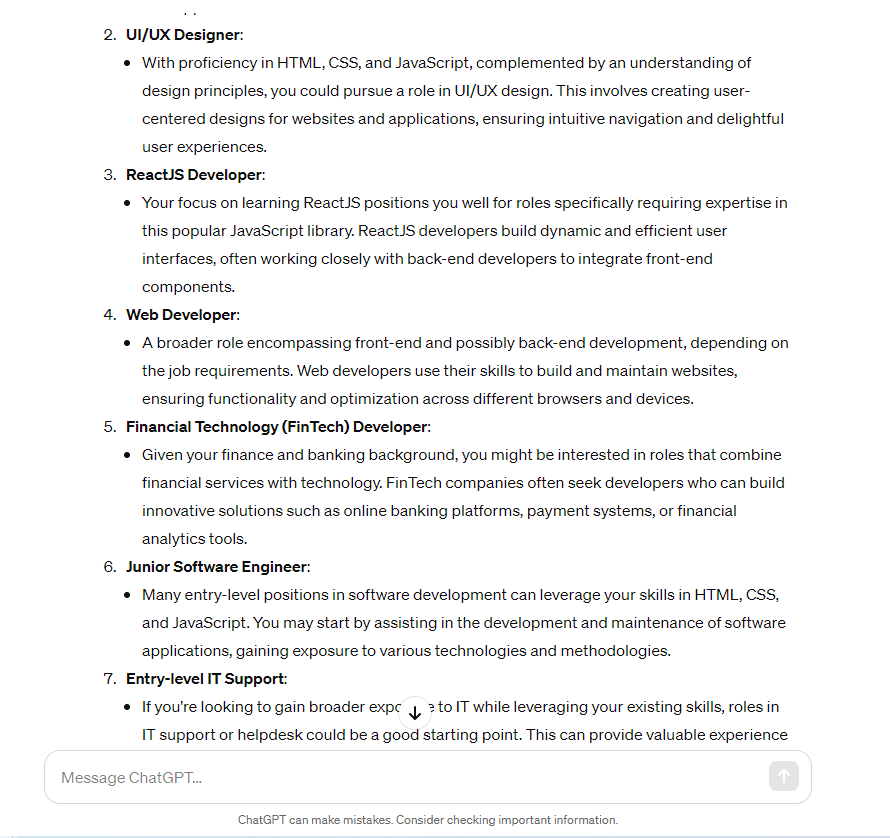 2. UI/UX Designer:
• With proficiency in HTML, CSS, and JavaScript, complemented by an understanding of
design principles, you could pursue a role in UI/UX design. This involves creating user-
centered designs for websites and applications, ensuring intuitive navigation and delightful
user experiences.
3. ReactJS Developer:
• Your focus on learning ReactJS positions you well for roles specifically requiring expertise in
this popular JavaScript library. ReactJS developers build dynamic and efficient user
interfaces, often working closely with back-end developers to integrate front-end
components.
4. Web Developer:
• A broader role encompassing front-end and possibly back-end development, depending on
the job requirements. Web developers use their skills to build and maintain websites,
ensuring functionality and optimization across different browsers and devices.
5. Financial Technology (FinTech) Developer:
• Given your finance and banking background, you might be interested in roles that combine
financial services with technology. FinTech companies often seek developers who can build
innovative solutions such as online banking platforms, payment systems, or financial
analytics tools.
6. Junior Software Engineer:
• Many entry-level positions in software development can leverage your skills in HTML, CSS,
and JavaScript. You may start by assisting in the development and maintenance of software
applications, gaining exposure to various technologies and methodologies.
7. Entry-level IT Support:
• If you're looking to gain broader to IT while leveraging your existing skills, roles in
IT support or helpdesk could be a good starting point. This can provide valuable experience
Message ChatGPT...
ChatGPT can make mistakes. Consider checking important information.